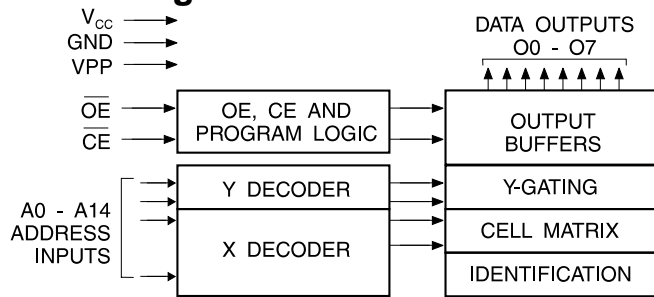 V_CC
GND
VPP
OE
CE
A0 - A14
ADDRESS
INPUTS
OE, CE AND
PROGRAM LOGIC
Y DECODER
X DECODER
DATA OUTPUTS
O0 - O7
OUTPUT
BUFFERS
Y-GATING
CELL MATRIX
IDENTIFICATION